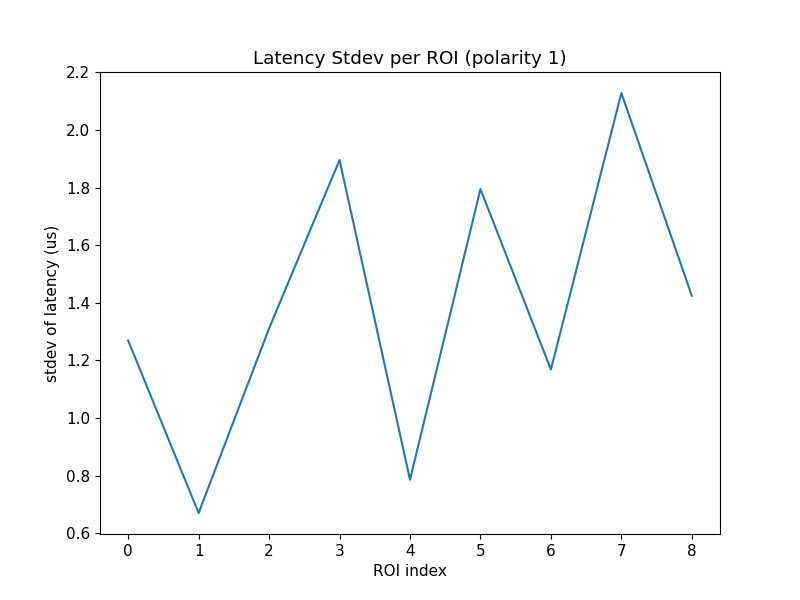 Latency Stdev per ROI (polarity 1)
2.2
2.0
1.8
1.6
1.4
1.2
1.0
0.8
0.6
stdev of latency (us)
0 1 2 3 4 5 6 7 8
ROI index